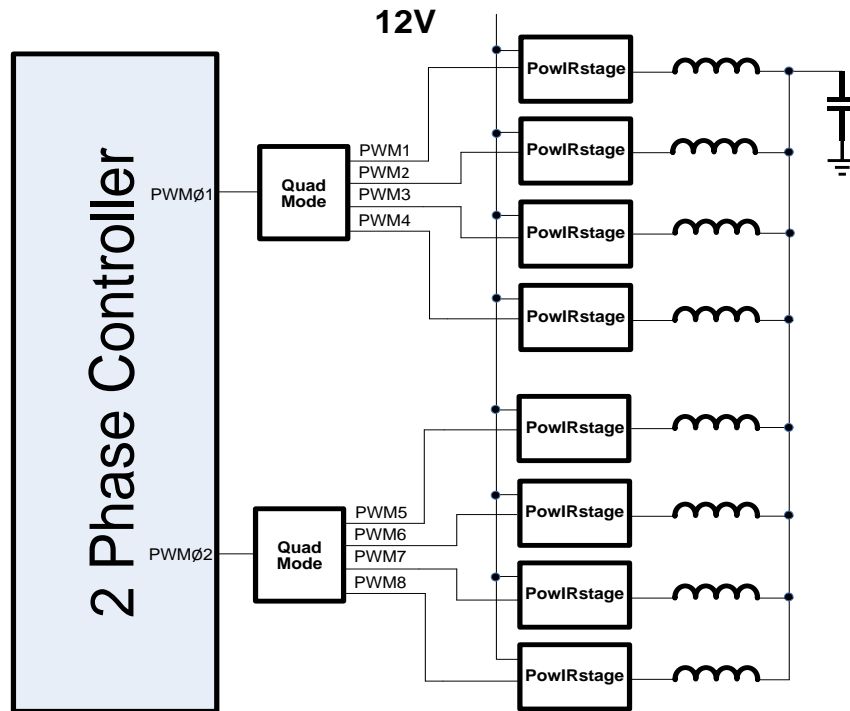 12V
2 Phase Controller
PWMØ1
Quad
Mode
PWM1
PWM2
PWM3
PWM4
PowIRstage
PowIRstage
PowIRstage
PowIRstage
PWMØ2
Quad
Mode
PWM5
PWM6
PWM7
PWM8
PowIRstage
PowIRstage
PowIRstage
PowIRstage